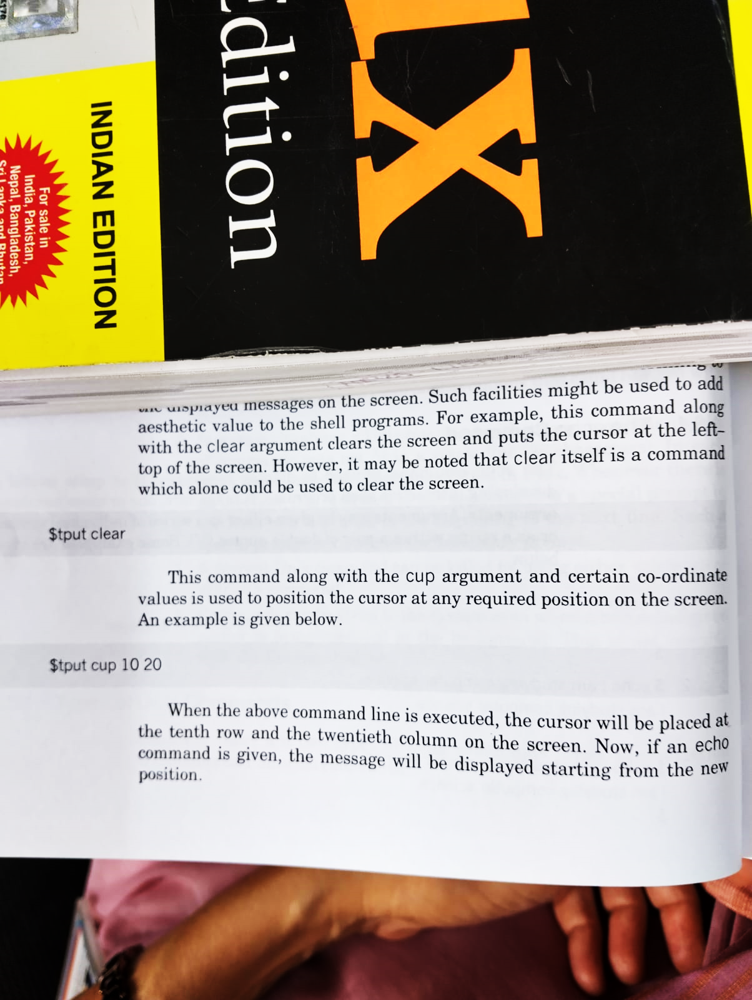 Edition
X
INDIAN EDITION
For sale in
India, Pakistan,
Nepal, Bangladesh,
Sri Lanka and Bhutan
displayed messages on the screen. Such facilities might be used to add
aesthetic value to the shell programs. For example, this command along
with the clear argument clears the screen and puts the cursor at the left-
top of the screen. However, it may be noted that clear itself is a command
which alone could be used to clear the screen.
$tput clear
This command along with the cup argument and certain co-ordinate
values is used to position the cursor at any required position on the screen.
An example is given below.
$tput cup 10 20
When the above command line is executed, the cursor will be placed at
the tenth row and the twentieth column on the screen. Now, if an echo
command is given, the message will be displayed starting from the new
position.